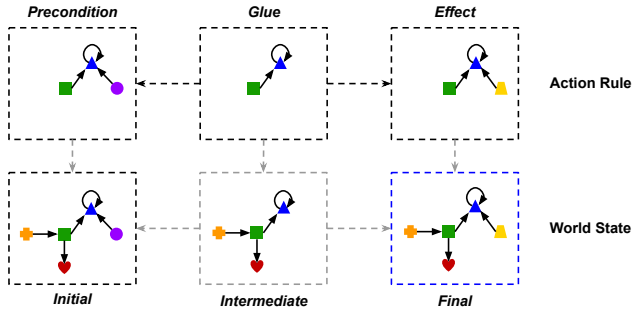 Precondition
Glue
Effect
Action Rule
World State
Initial
Intermediate
Final